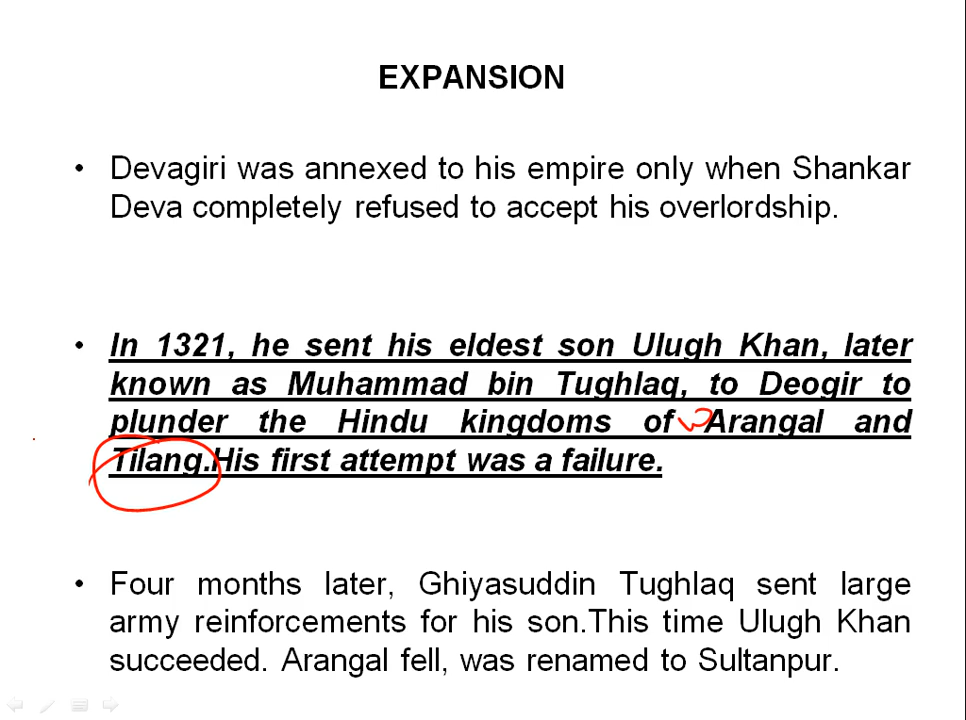 EXPANSION
• Devagiri was annexed to his empire only when Shankar
Deva completely refused to accept his overlordship.
• In 1321, he sent his eldest son Ulugh Khan, later
known as Muhammad bin Tughlaq, to Deogir to
plunder the Hindu kingdoms of Arangal and
Tilang.His first attempt was a failure.
• Four months later, Ghiyasuddin Tughlaq sent large
army reinforcements for his son.This time Ulugh Khan
succeeded. Arangal fell, was renamed to Sultanpur.